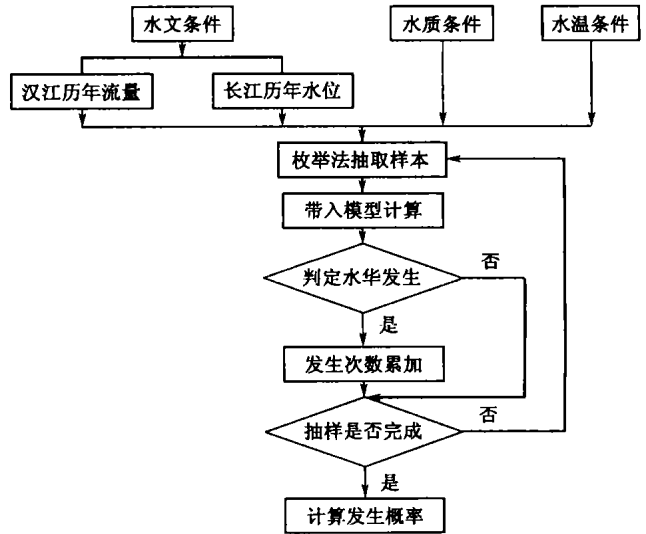 水文条件
水质条件
水温条件
汉江历年流量
长江历年水位
枚举法抽取样本
带入模型计算
判定水华发生
否
是
发生次数累加
抽样是否完成
否
是
计算发生概率